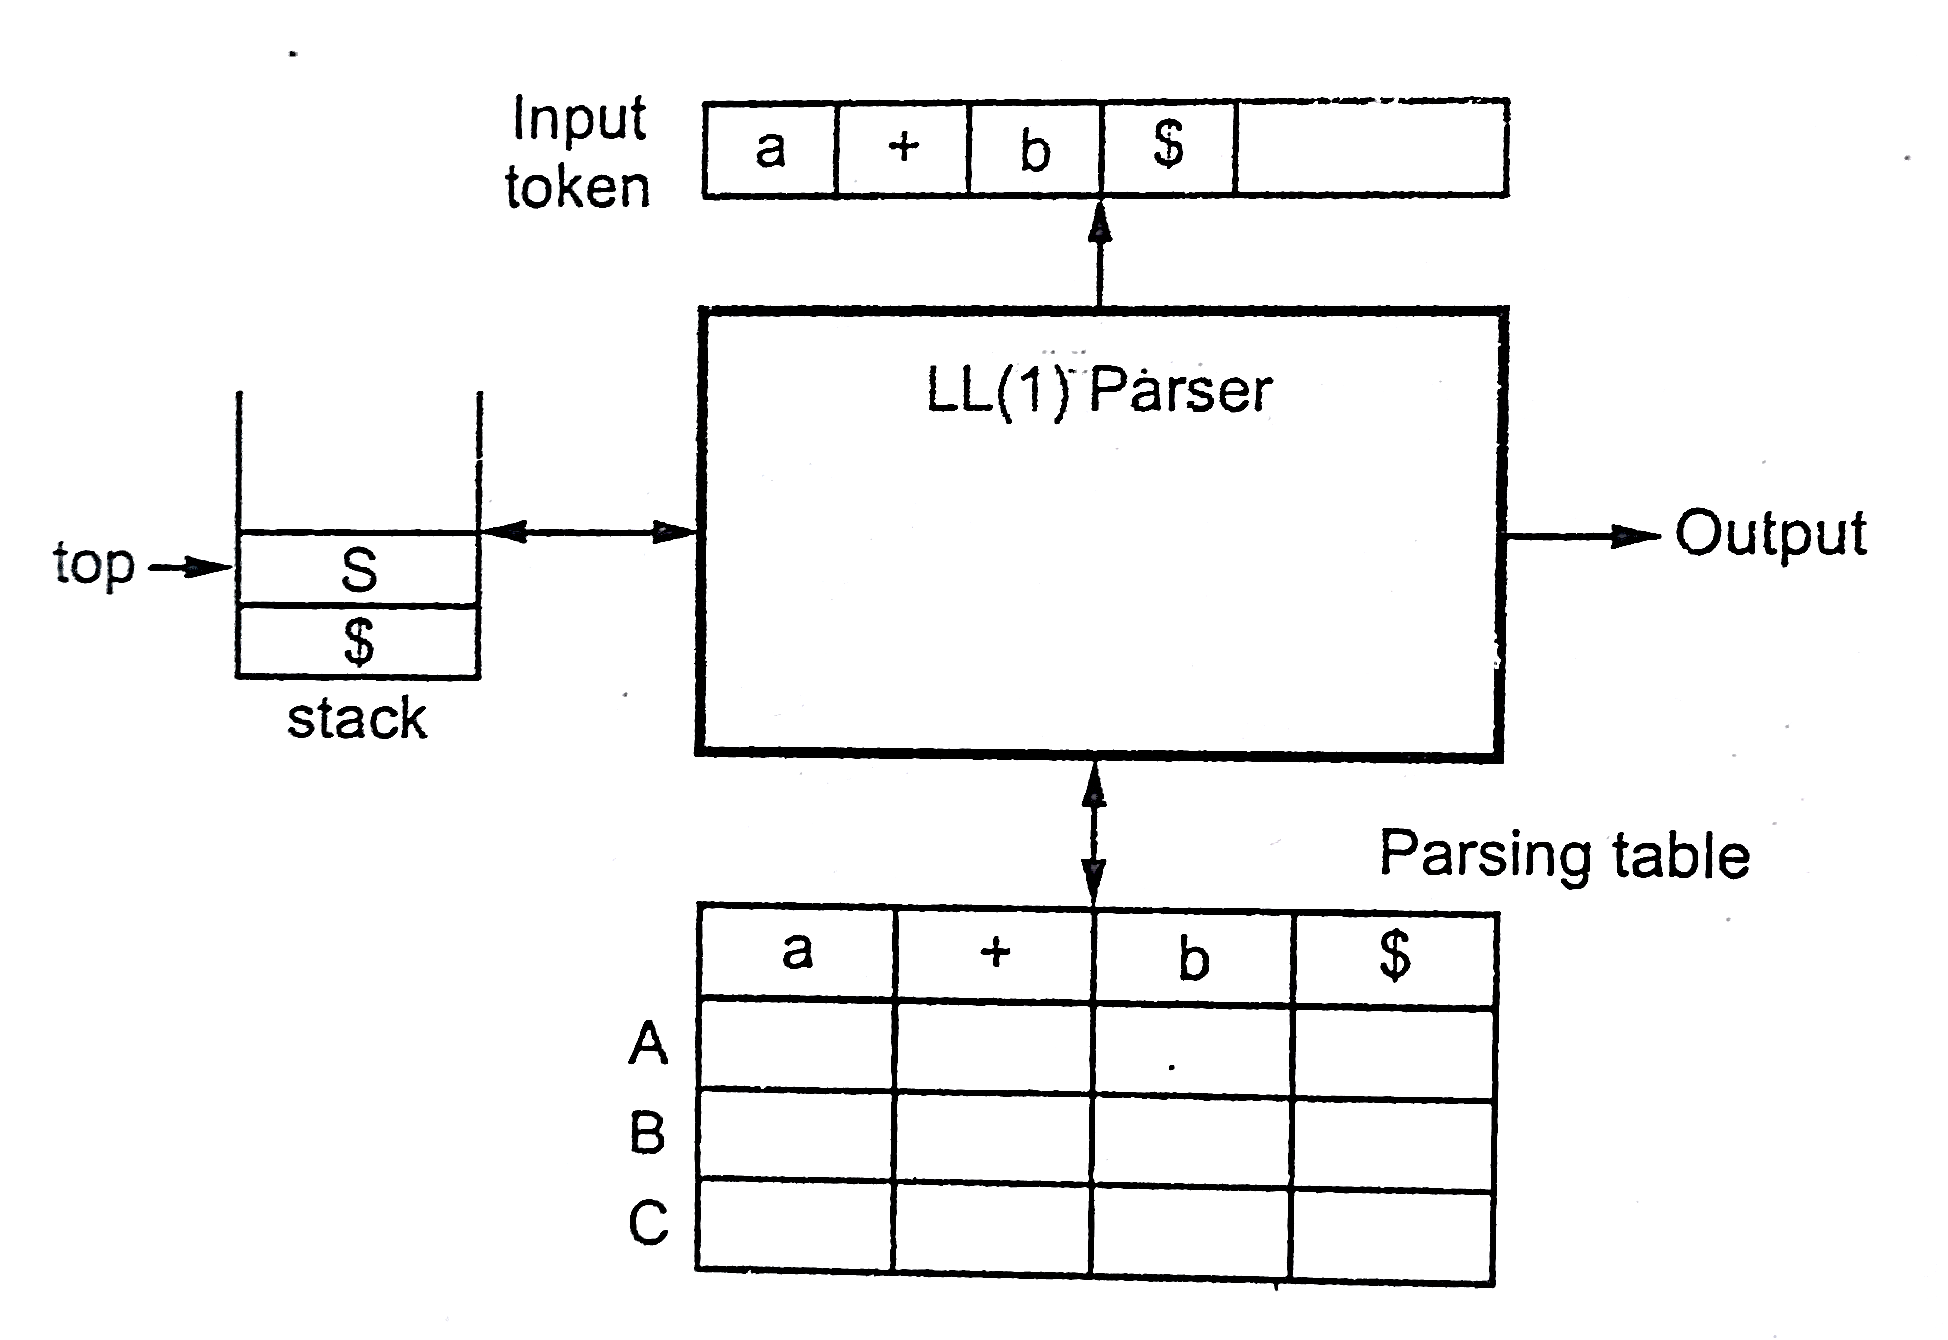 Input
token
a + b $
LL(1) Parser
top
S
$
stack
Output
Parsing table
a + b $
A
B
C